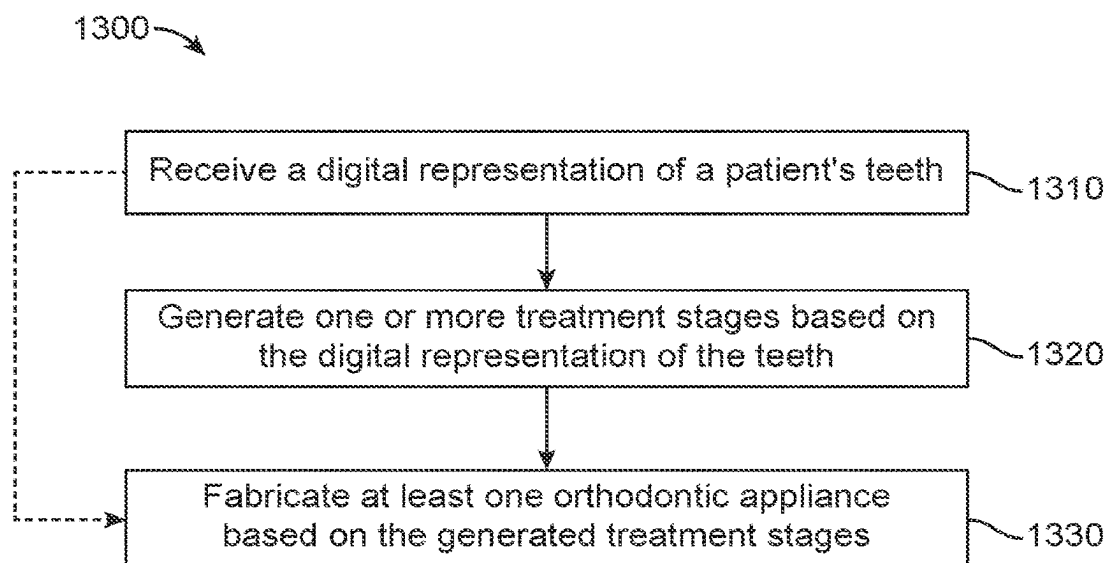 1300
Receive a digital representation of a patient's teeth
1310
Generate one or more treatment stages based on
the digital representation of the teeth
1320
Fabricate at least one orthodontic appliance
based on the generated treatment stages
1330